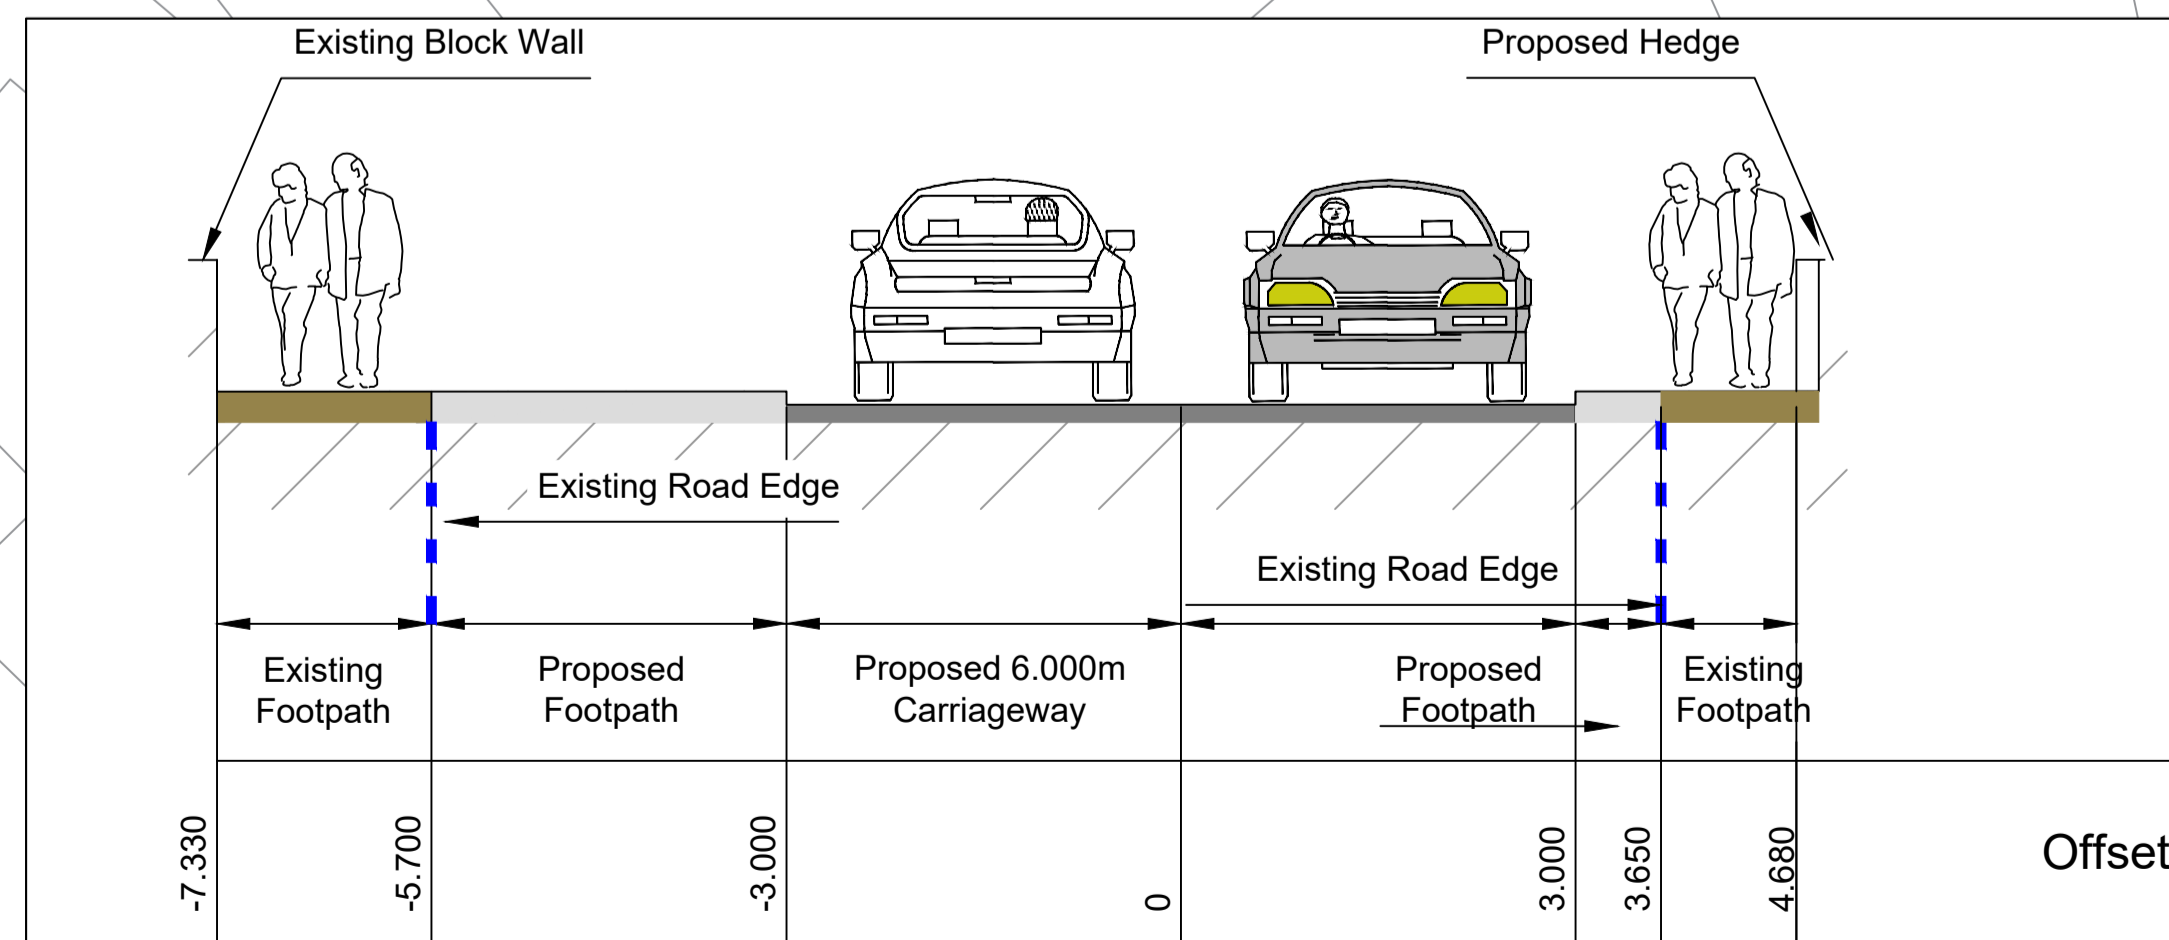 Existing Block Wall
Proposed Hedge
Existing Road Edge
Existing Road Edge
Existing
Footpath
Proposed
Footpath
Proposed 6.000m
Carriageway
Proposed
Footpath
Existing
Footpath
-7.330
-5.700
-3.000
0
3.000
3.650
4.680
Offset